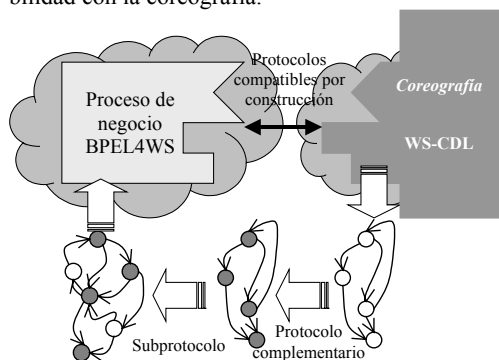 bilidad con la coreografía.
Protocolos
compatibles por
construcción
Proceso de
negocio
BPEL4WS
Coreografía
WS-CDL
Subprotocolo
Protocolo
complementario